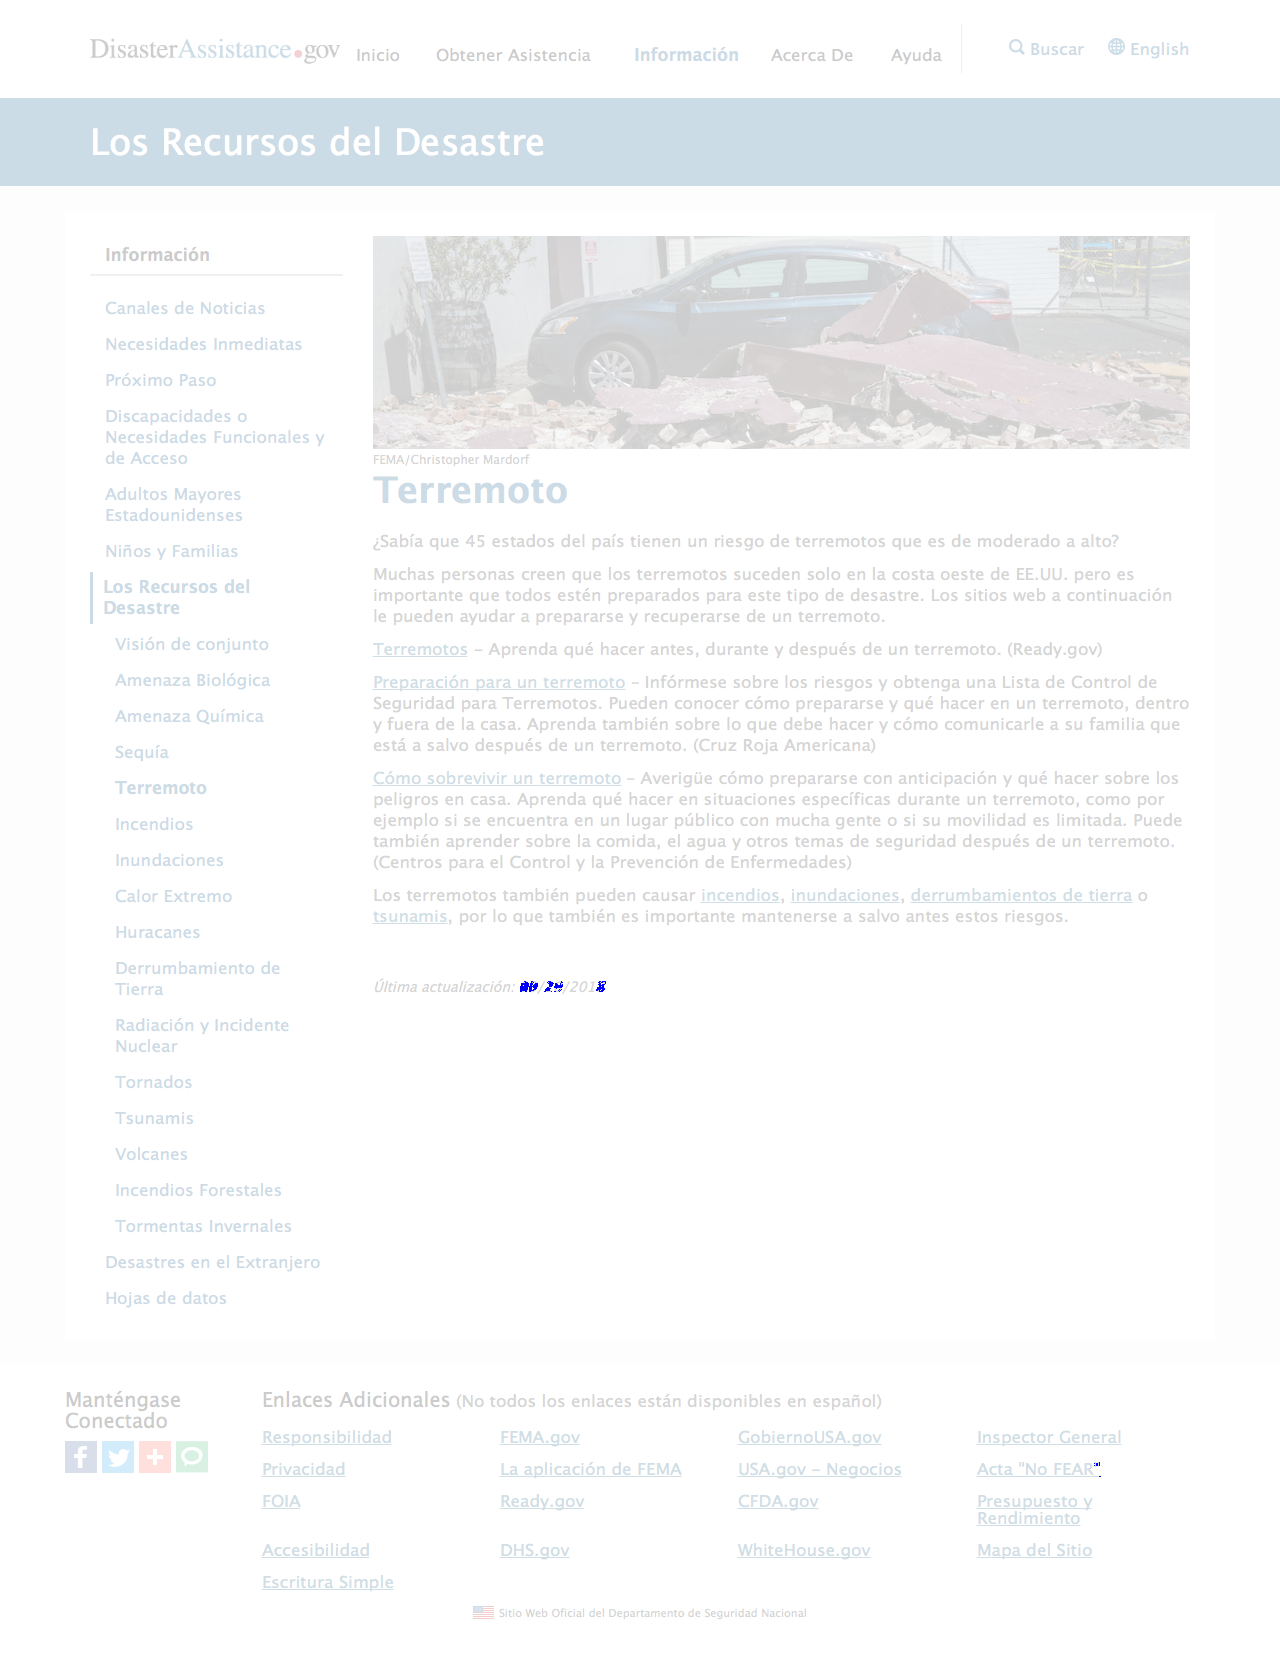 DisasterAssistance.gov
Inicio Obtener Asistencia Información Acerca De Ayuda Buscar English
Los Recursos del Desastre
Información
Canales de Noticias
Necesidades Inmediatas
Próximo Paso
Discapacidades o
Necesidades Funcionales y
de Acceso
Adultos Mayores
Estadounidenses
Niños y Familias
Los Recursos del
Desastre
Visión de conjunto
Amenaza Biológica
Amenaza Química
Sequía
Terremoto
Incendios
Inundaciones
Calor Extremo
Huracanes
Derrumbamiento de
Tierra
Radiación y Incidente
Nuclear
Tornados
Tsunamis
Volcanes
Incendios Forestales
Tormentas Invernales
Desastres en el Extranjero
Hojas de datos
FEMA/Christopher Mardorf
Terremoto
¿Sabía que 45 estados del país tienen un riesgo de terremotos que es de moderado a alto?
Muchas personas creen que los terremotos suceden solo en la costa oeste de EE.UU. pero es
importante que todos estén preparados para este tipo de desastre. Los sitios web a continuación
le pueden ayudar a prepararse y recuperarse de un terremoto.
Terremotos – Aprenda qué hacer antes, durante y después de un terremoto. (Ready.gov)
Preparación para un terremoto – Infórmese sobre los riesgos y obtenga una Lista de Control de
Seguridad para Terremotos. Pueden conocer cómo prepararse y qué hacer en un terremoto, dentro
y fuera de la casa. Aprenda también sobre lo que debe hacer y cómo comunicarle a su familia que
está a salvo después de un terremoto. (Cruz Roja Americana)
Cómo sobrevivir un terremoto – Averigüe cómo prepararse con anticipación y qué hacer sobre los
peligros en casa. Aprenda qué hacer en situaciones específicas durante un terremoto, como por
ejemplo si se encuentra en un lugar público con mucha gente o si su movilidad es limitada. Puede
también aprender sobre la comida, el agua y otros temas de seguridad después de un terremoto.
(Centros para el Control y la Prevención de Enfermedades)
Los terremotos también pueden causar incendios, inundaciones, derrumbamientos de tierra o
tsunamis, por lo que también es importante mantenerse a salvo antes estos riesgos.
Última actualización:
Manténgase
Conectado
Enlaces Adicionales (No todos los enlaces están disponibles en español)
Responsibilidad FEMA.gov GobiernoUSA.gov Inspector General
Privacidad La aplicación de FEMA USA.gov – Negocios Acta "No FEAR"
FOIA Ready.gov CFDA.gov Presupuesto y
Rendimiento
Accesibilidad DHS.gov WhiteHouse.gov Mapa del Sitio
Escritura Simple
Sitio Web Oficial del Departamento de Seguridad Nacional